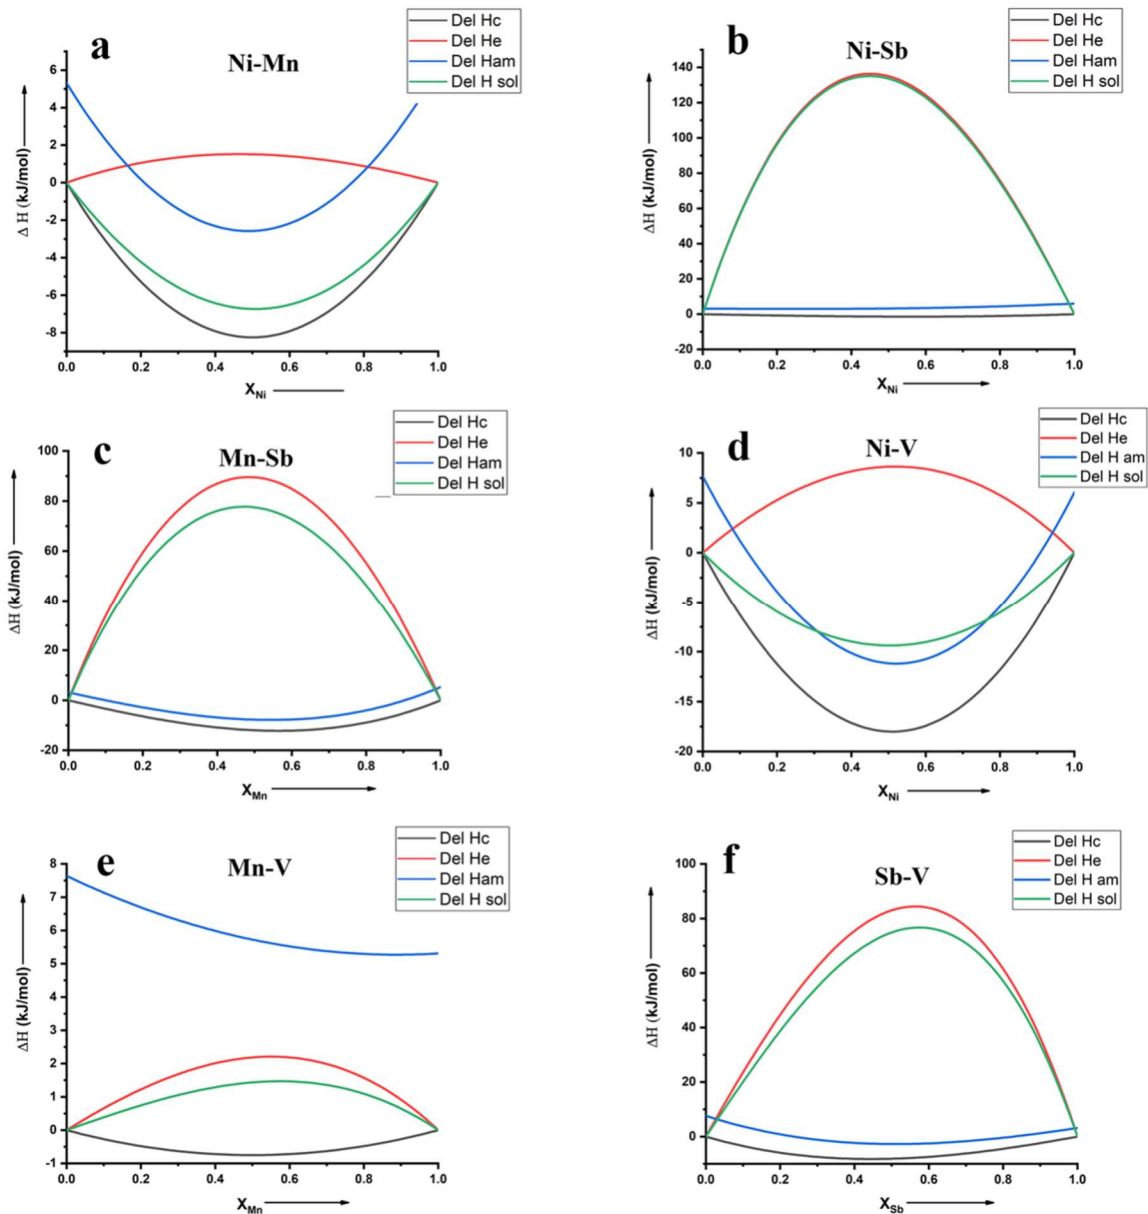 a
Ni-Mn
Del Hc
Del He
Del Ham
Del H sol
Δ H (kJ/mol)
6
4
2
0
-2
-4
-6
-8
0.0 0.2 0.4 0.6 0.8 1.0
XNi
b
Ni-Sb
Del Hc
Del He
Del Ham
Del H sol
ΔH (kJ/mol)
140
120
100
80
60
40
20
0
-20
0.0 0.2 0.4 0.6 0.8 1.0
XNi
c
Mn-Sb
Del Hc
Del He
Del Ham
Del H sol
ΔH (kJ/mol)
100
80
60
40
20
0
-20
0.0 0.2 0.4 0.6 0.8 1.0
XMn
d
Ni-V
Del Hc
Del He
Del H am
Del H sol
ΔH (kJ/mol)
10
5
0
-5
-10
-15
-20
0.0 0.2 0.4 0.6 0.8 1.0
XNi
e
Mn-V
Del Hc
Del He
Del Ham
Del H sol
ΔH (kJ/mol)
8
7
6
5
4
3
2
1
0
-1
0.0 0.2 0.4 0.6 0.8 1.0
XMn
f
Sb-V
Del Hc
Del He
Del H am
Del H sol
ΔH (kJ/mol)
100
80
60
40
20
0
0.0 0.2 0.4 0.6 0.8 1.0
XSb